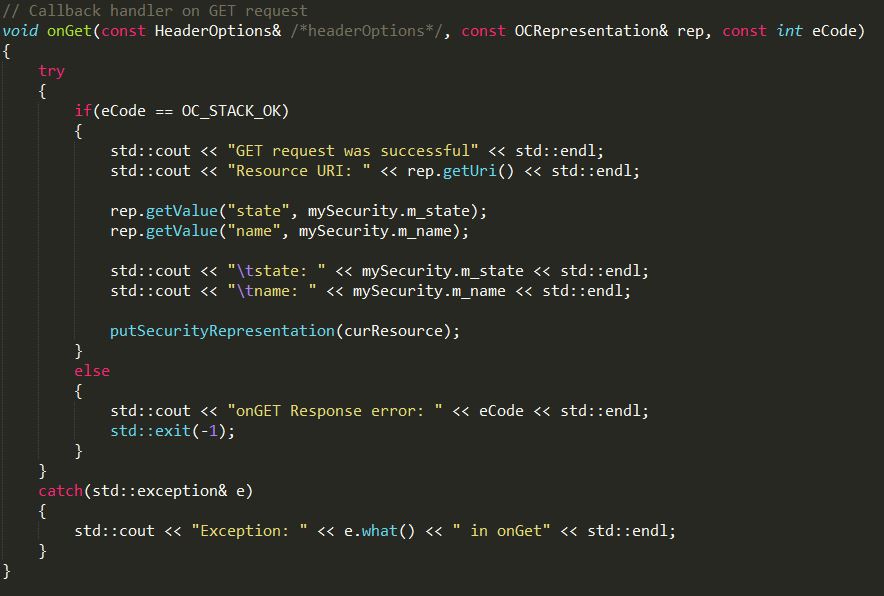 // Callback handler on GET request
void onGet(const HeaderOptions& /*headerOptions*/, const OCRepresentation& rep, const int eCode)
{
    try
    {
        if(eCode == OC_STACK_OK)
        {
            std::cout << "GET request was successful" << std::endl;
            std::cout << "Resource URI: " << rep.getUri() << std::endl;

            rep.getValue("state", mySecurity.m_state);
            rep.getValue("name", mySecurity.m_name);

            std::cout << "\tstate: " << mySecurity.m_state << std::endl;
            std::cout << "\tname: " << mySecurity.m_name << std::endl;

            putSecurityRepresentation(curResource);
        }
        else
        {
            std::cout << "onGET Response error: " << eCode << std::endl;
            std::exit(-1);
        }
    }
    catch(std::exception& e)
    {
        std::cout << "Exception: " << e.what() << " in onGet" << std::endl;
    }
}